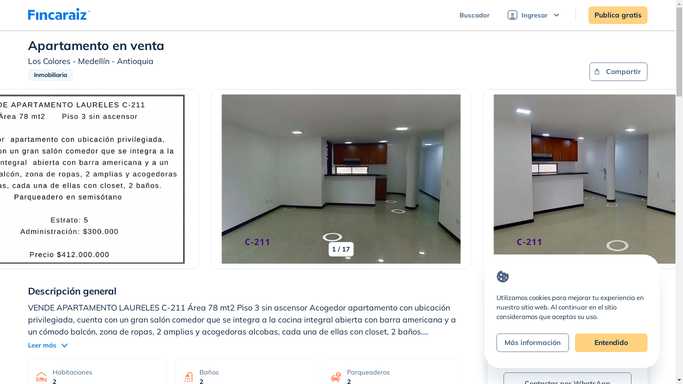 Fincaraiz
Buscador
Ingresar
Publica gratis
Apartamento en venta
Los Colores - Medellín - Antioquia
Inmobiliaria
Compartir
DE APARTAMENTO LAURELES C-211
Área 78 mt2 Piso 3 sin ascensor
apartamento con ubicación privilegiada,
on un gran salón comedor que se integra a la
integral abierta con barra americana y a un
balcón, zona de ropas, 2 amplias y acogedoras
as, cada una de ellas con closet, 2 baños.
Parqueadero en semisótano
Estrato: 5
Administración: $300.000
Precio $412.000.000
C-211
1 / 17
C-211
Descripción general
VENDE APARTAMENTO LAURELES C-211 Área 78 mt2 Piso 3 sin ascensor Acogedor apartamento con ubicación
privilegiada, cuenta con un gran salón comedor que se integra a la cocina integral abierta con barra americana y a
un cómodo balcón, zona de ropas, 2 amplias y acogedoras alcobas, cada una de ellas con closet, 2 baños....
Leer más
Habitaciones
2
Baños
2
Parqueaderos
2
Utilizamos cookies para mejorar tu experiencia en
nuestro sitio web. Al continuar en el sitio
consideramos que aceptas su uso.
Más información
Entendido
Contactar por WhatsApp